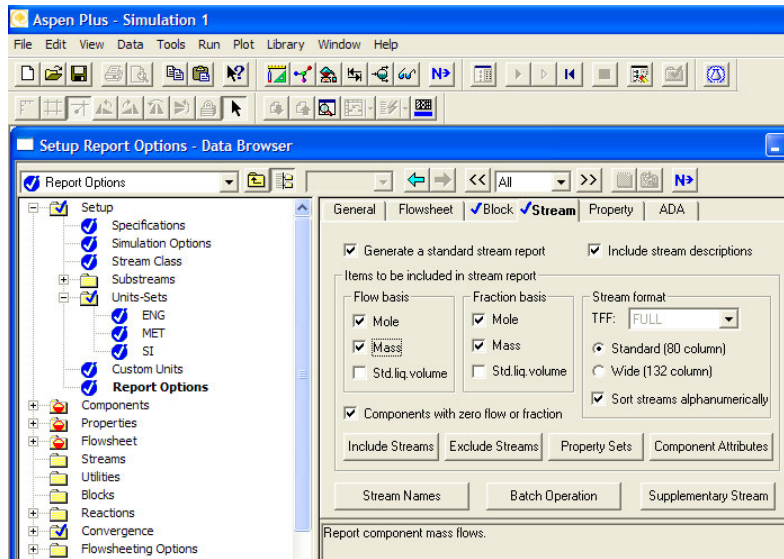 Aspen Plus - Simulation 1
File Edit View Data Tools Run Plot Library Window Help
N
Setup Report Options - Data Browser
Report Options
<< All >> N
Setup
Specifications
Simulation Options
Stream Class
Substreams
Units-Sets
ENG
MET
SI
Custom Units
Report Options
Components
Properties
Flowsheet
Streams
Utilities
Blocks
Reactions
Convergence
Flowsheeting Options
General Flowsheet Block Stream Property ADA
Generate a standard stream report Include stream descriptions
Items to be included in stream report
Flow basis
Mole
Mass
Std.liq.volume
Fraction basis
Mole
Mass
Std.liq.volume
Stream format
TFF: FULL
Standard (80 column)
Wide (132 column)
Sort streams alphanumerically
Components with zero flow or fraction
Include Streams Exclude Streams Property Sets Component Attributes
Stream Names Batch Operation Supplementary Stream
Report component mass flows.